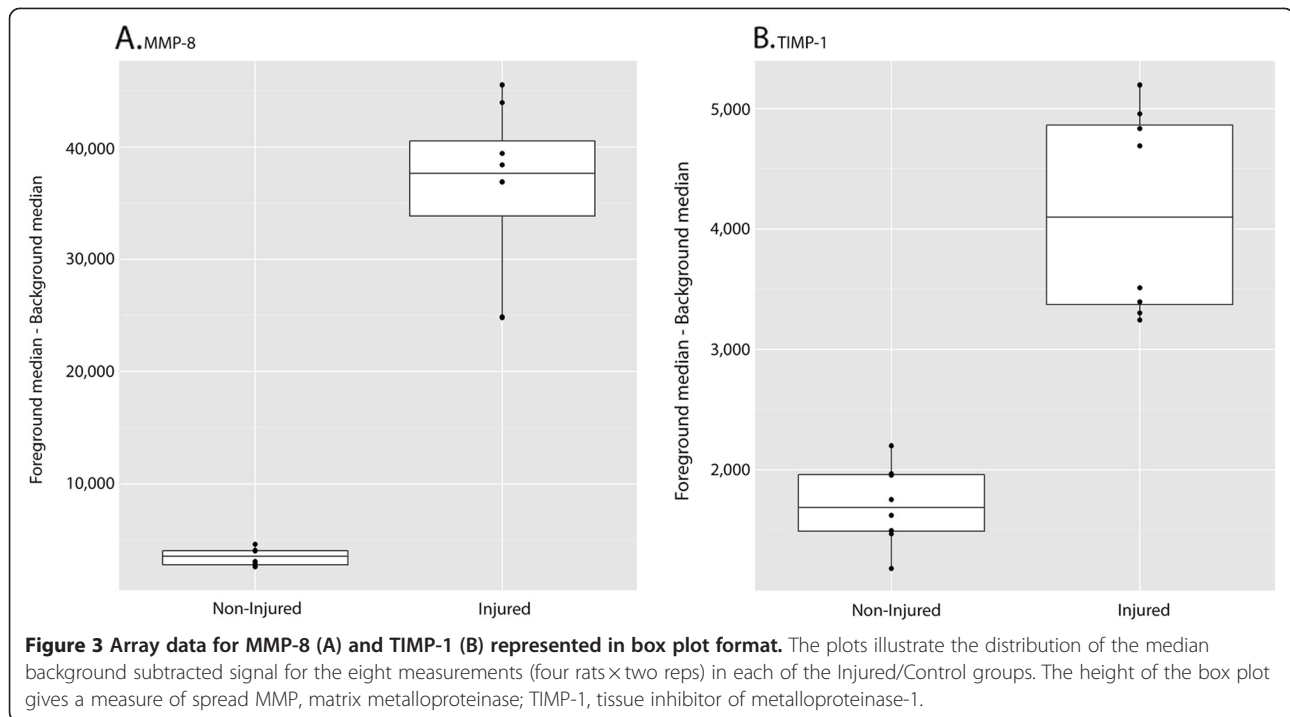 A. MMP-8
B. TIMP-1
Foreground median - Background median
40,000
30,000
20,000
10,000
Non-Injured
Injured
Foreground median - Background median
5,000
4,000
3,000
2,000
Non-Injured
Injured
Figure 3 Array data for MMP-8 (A) and TIMP-1 (B) represented in box plot format. The plots illustrate the distribution of the median
background subtracted signal for the eight measurements (four rats × two reps) in each of the Injured/Control groups. The height of the box plot
gives a measure of spread MMP, matrix metalloproteinase; TIMP-1, tissue inhibitor of metalloproteinase-1.